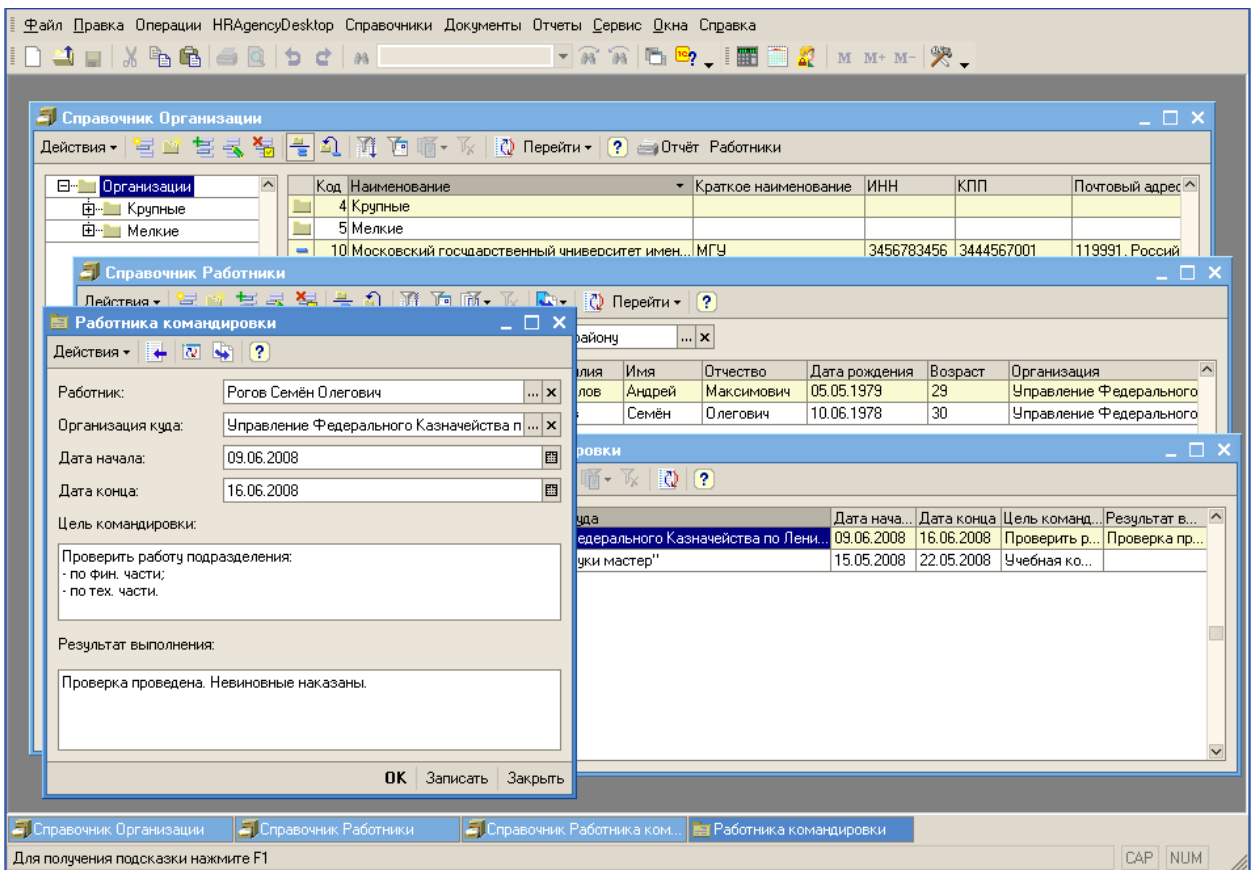 Файл Правка Операции HRAgencyDesktop Справочники Документы Отчеты Сервис Окна Справка
M M+ M-
Справочник Организации
Действия Перейти Отчёт Работники
Организации
Крупные
Мелкие
Код Наименование Краткое наименование ИНН КПП Почтовый адрес
4 Крупные
5 Мелкие
10 Московский государственный университет имен... МГУ 3456783456 3444567001 119991, Россий
Справочник Работники
Действия Перейти
району
лия Имя Отчество Дата рождения Возраст Организация
лов Андрей Максимович 05.05.1979 29 Управление Федерального
в Семён Олегович 10.06.1978 30 Управление Федерального
ровки
уда Дата нача... Дата конца Цель команд... Результат в...
едерального Казначейства по Лени... 09.06.2008 16.06.2008 Проверить р... Проверка пр...
уки мастер" 15.05.2008 22.05.2008 Учебная ко...
Работника командировки
Действия
Работник: Рогов Семён Олегович
Организация куда: Управление Федерального Казначейства п
Дата начала: 09.06.2008
Дата конца: 16.06.2008
Цель командировки:
Проверить работу подразделения:
- по фин. части;
- по тех. части.
Результат выполнения:
Проверка проведена. Невиновные наказаны.
OK Записать Закрыть
Справочник Организации Справочник Работники Справочник Работника ком... Работника командировки
Для получения подсказки нажмите F1 CAP NUM